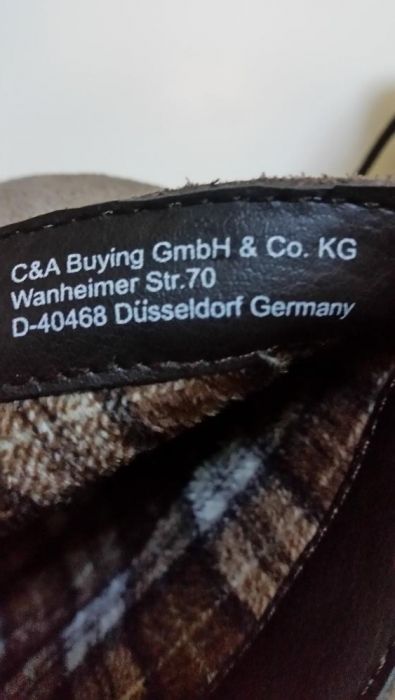 C&A Buying GmbH & Co. KG
Wanheimer Str.70
D-40468 Düsseldorf Germany